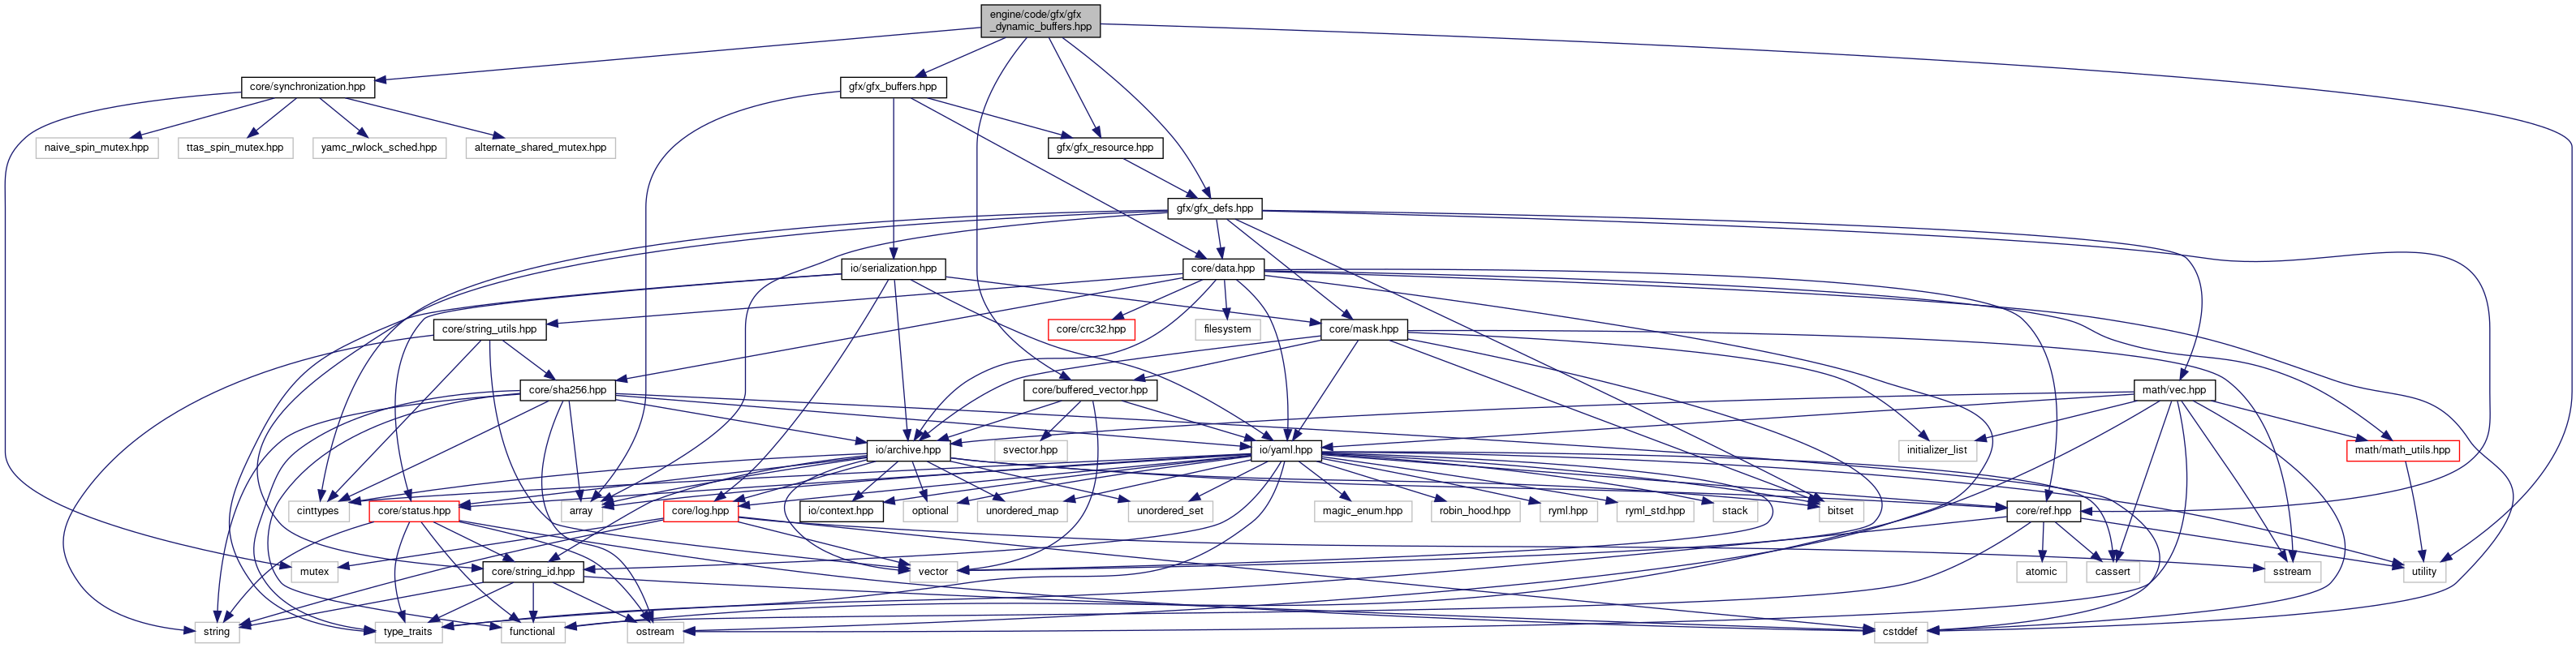 engine/code/gfx/gfx
_dynamic_buffers.hpp
core/synchronization.hpp
gfx/gfx_buffers.hpp
naive_spin_mutex.hpp
ttas_spin_mutex.hpp
yamc_rwlock_sched.hpp
alternate_shared_mutex.hpp
gfx/gfx_resource.hpp
gfx/gfx_defs.hpp
io/serialization.hpp
core/data.hpp
core/string_utils.hpp
core/crc32.hpp
filesystem
core/mask.hpp
core/sha256.hpp
core/buffered_vector.hpp
math/vec.hpp
io/archive.hpp
svector.hpp
io/yaml.hpp
initializer_list
math/math_utils.hpp
cinttypes
core/status.hpp
array
core/log.hpp
io/context.hpp
optional
unordered_map
unordered_set
magic_enum.hpp
robin_hood.hpp
ryml.hpp
ryml_std.hpp
stack
bitset
core/ref.hpp
mutex
core/string_id.hpp
vector
atomic
cassert
sstream
utility
string
type_traits
functional
ostream
cstddef